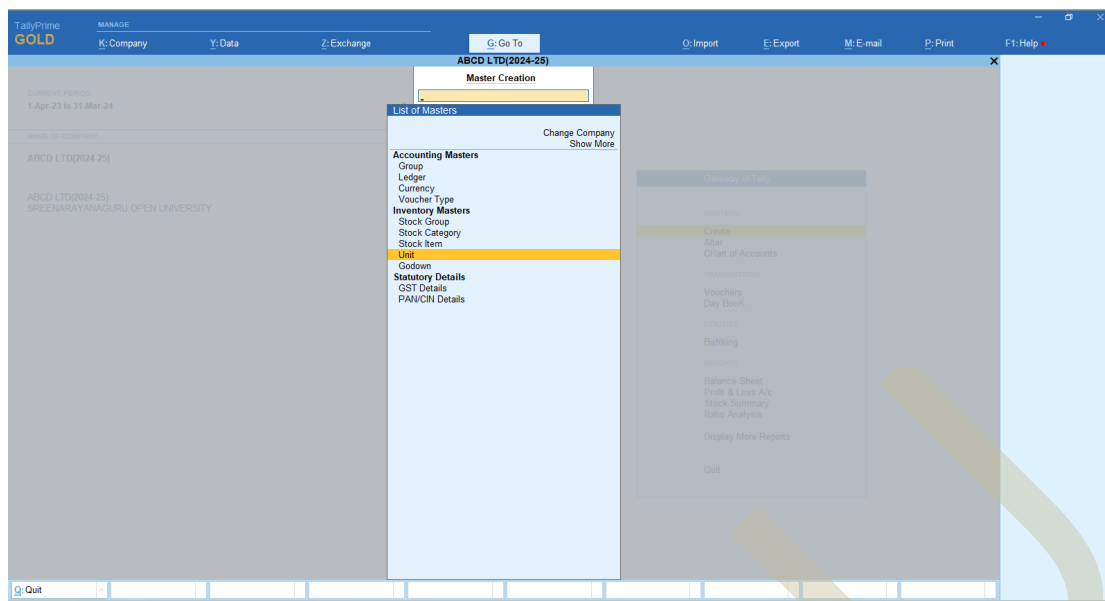 TallyPrime
GOLD
MANAGE
K: Company
Y: Data
Z: Exchange
G: Go To
O: Import
E: Export
M: E-mail
P: Print
F1: Help
ABCD LTD(2024-25)
Master Creation
CURRENT PERIOD
1-Apr-23 to 31-Mar-24
NAME OF COMPANY
ABCD LTD(2024-25)
ABCD LTD(2024-25)
SREENARAYANAGURU OPEN UNIVERSITY
List of Masters
Change Company
Show More
Accounting Masters
Group
Ledger
Currency
Voucher Type
Inventory Masters
Stock Group
Stock Category
Stock Item
Unit
Godown
Statutory Details
GST Details
PAN/CIN Details
Gateway of Tally
MASTERS
Create
Alter
CHart of Accounts
TRANSACTIONS
Vouchers
Day BooK
UTILITIES
BaNking
REPORTS
Balance Sheet
Profit & Loss A/c
Stock Summary
Ratio Analysis
Display More Reports
Quit
Q: Quit